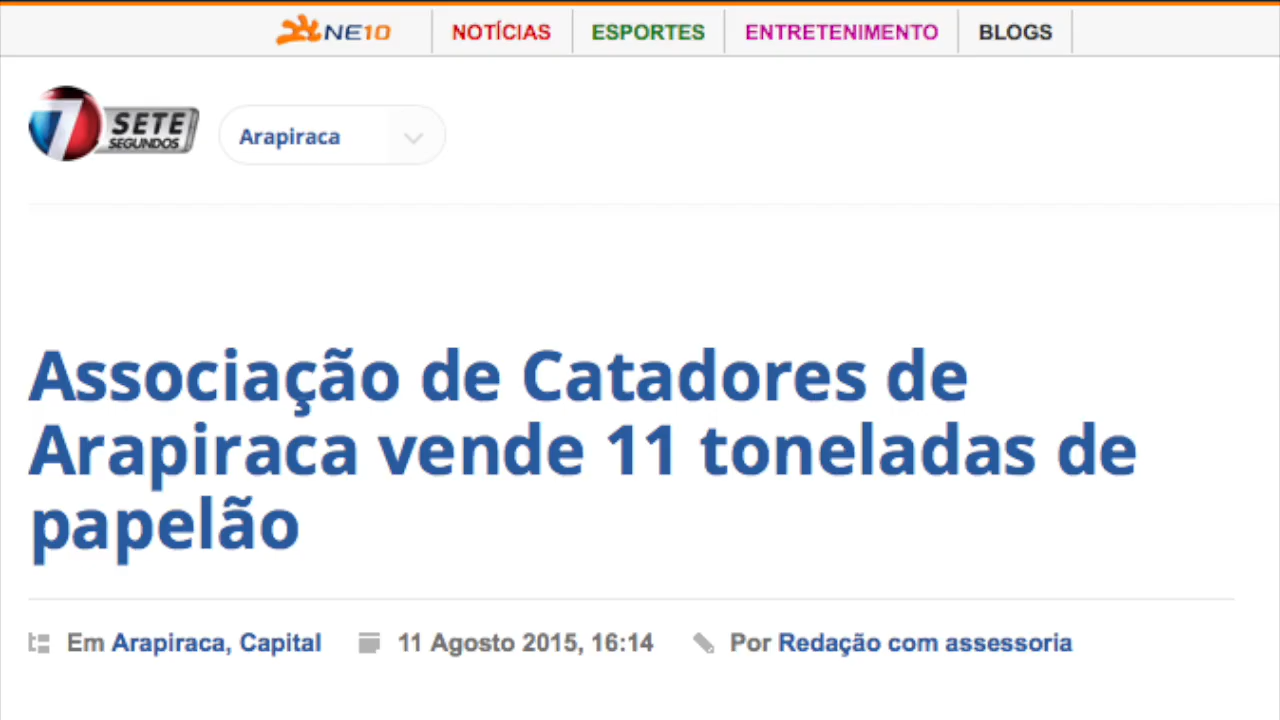 NE10 NOTÍCIAS ESPORTES ENTRETENIMENTO BLOGS
7 SETE SEGUNDOS Arapiraca
Associação de Catadores de
Arapiraca vende 11 toneladas de
papelão
Em Arapiraca, Capital 11 Agosto 2015, 16:14 Por Redação com assessoria